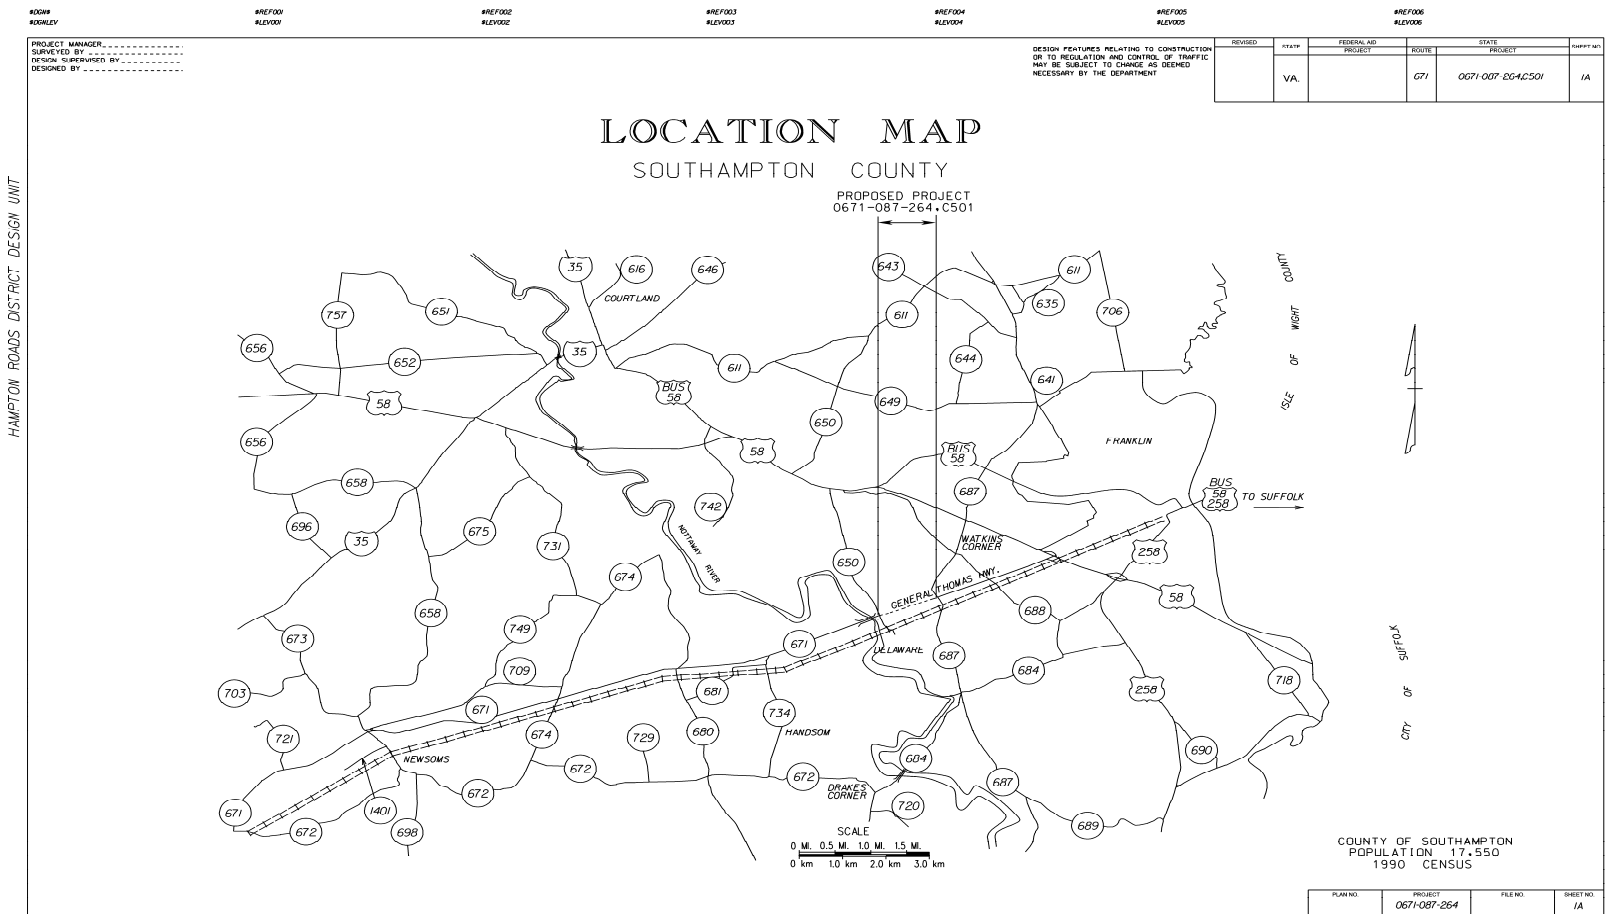 *DGN* *REF001 *REF002 *REF003 *REF004 *REF005 *REF006
*DGNLEV *LEV001 *LEV002 *LEV003 *LEV004 *LEV005 *LEV006
PROJECT MANAGER
SURVEYED BY
DESIGN SUPERVISED BY
DESIGNED BY
DESIGN FEATURES RELATING TO CONSTRUCTION
OR TO REGULATION AND CONTROL OF TRAFFIC
MAY BE SUBJECT TO CHANGE AS DEEMED
NECESSARY BY THE DEPARTMENT
REVISED STATE FEDERAL AID STATE SHEET NO.
PROJECT ROUTE PROJECT
VA. 671 0671-087-264,C501 1A
HAMPTON ROADS DISTRICT DESIGN UNIT
LOCATION MAP
SOUTHAMPTON COUNTY
PROPOSED PROJECT
0671-087-264,C501
35 616 646 643 611
COURTLAND
635
757 651 611 706
656 652 35 611 644
641
58
BUS
58
649
650
656
58
BUS
58
FRANKLIN
ISLE OF WIGHT COUNTY
658 687
BUS
58
258
TO SUFFOLK
742
696 35 675 731
NOTTAWAY RIVER
WATKINS
CORNER
258
650
674
GENERAL THOMAS HWY.
58
658 688
749
673 671
DELAWARE
687
684
CITY OF SUFFOLK
709
703 681 258 718
671 734
721 674 729 680
HANDSOM
NEWSOMS
690
684
672 672
DRAKES
CORNER
687
672
671 1401 720
672 698 689
SCALE
0 MI. 0.5 MI. 1.0 MI. 1.5 MI.
0 km 1.0 km 2.0 km 3.0 km
COUNTY OF SOUTHAMPTON
POPULATION 17,550
1990 CENSUS
PLAN NO. PROJECT FILE NO. SHEET NO.
0671-087-264 1A